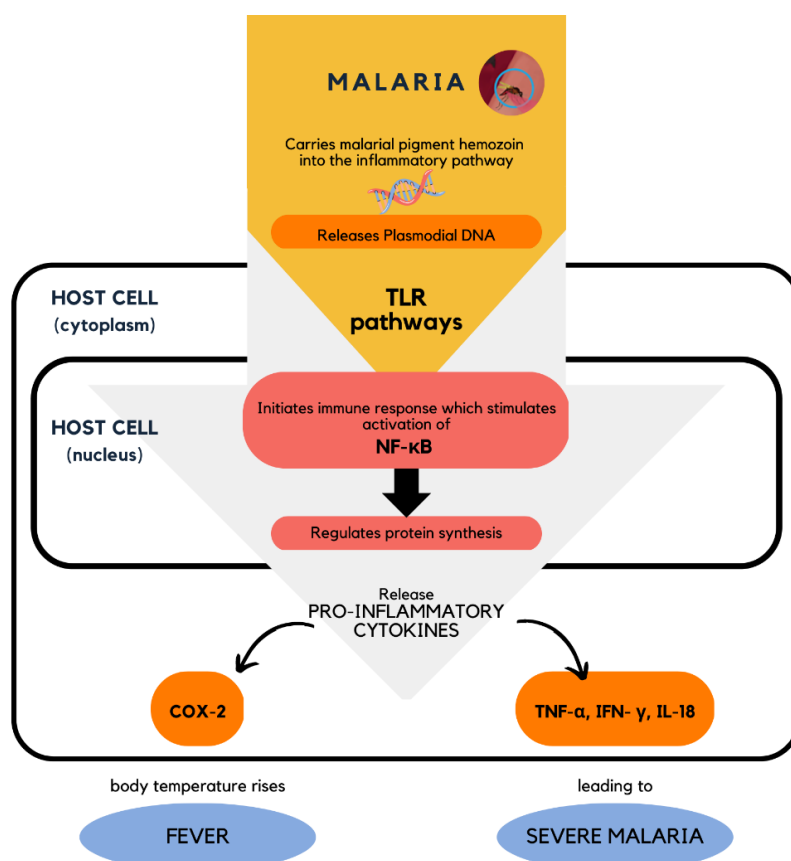 MALARIA
Carries malarial pigment hemozoin
into the inflammatory pathway
Releases Plasmodial DNA
HOST CELL
(cytoplasm)
TLR
pathways
HOST CELL
(nucleus)
Initiates immune response which stimulates
activation of
NF-κB
Regulates protein synthesis
Release
PRO-INFLAMMATORY
CYTOKINES
COX-2
TNF-α, IFN- γ, IL-18
body temperature rises
leading to
FEVER
SEVERE MALARIA